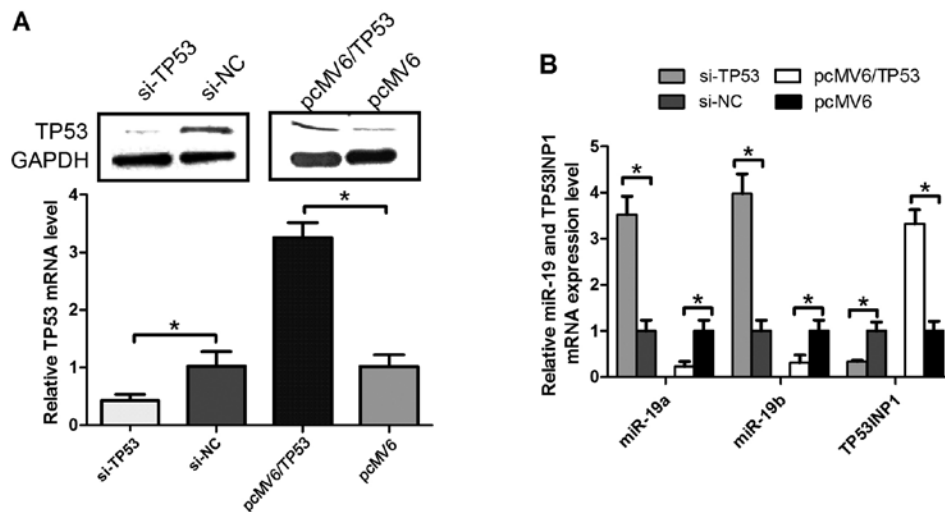 A
si-TP53
si-NC
pcMV6/TP53
pcMV6
TP53
GAPDH
Relative TP53 mRNA level
4
3
2
1
0
*
*
si-TP53
si-NC
pcMV6/TP53
pcMV6
B
si-TP53
pcMV6/TP53
si-NC
pcMV6
Relative miR-19 and TP53INP1
mRNA expression level
5
4
3
2
1
0
*
*
*
*
*
*
miR-19a
miR-19b
TP53INP1